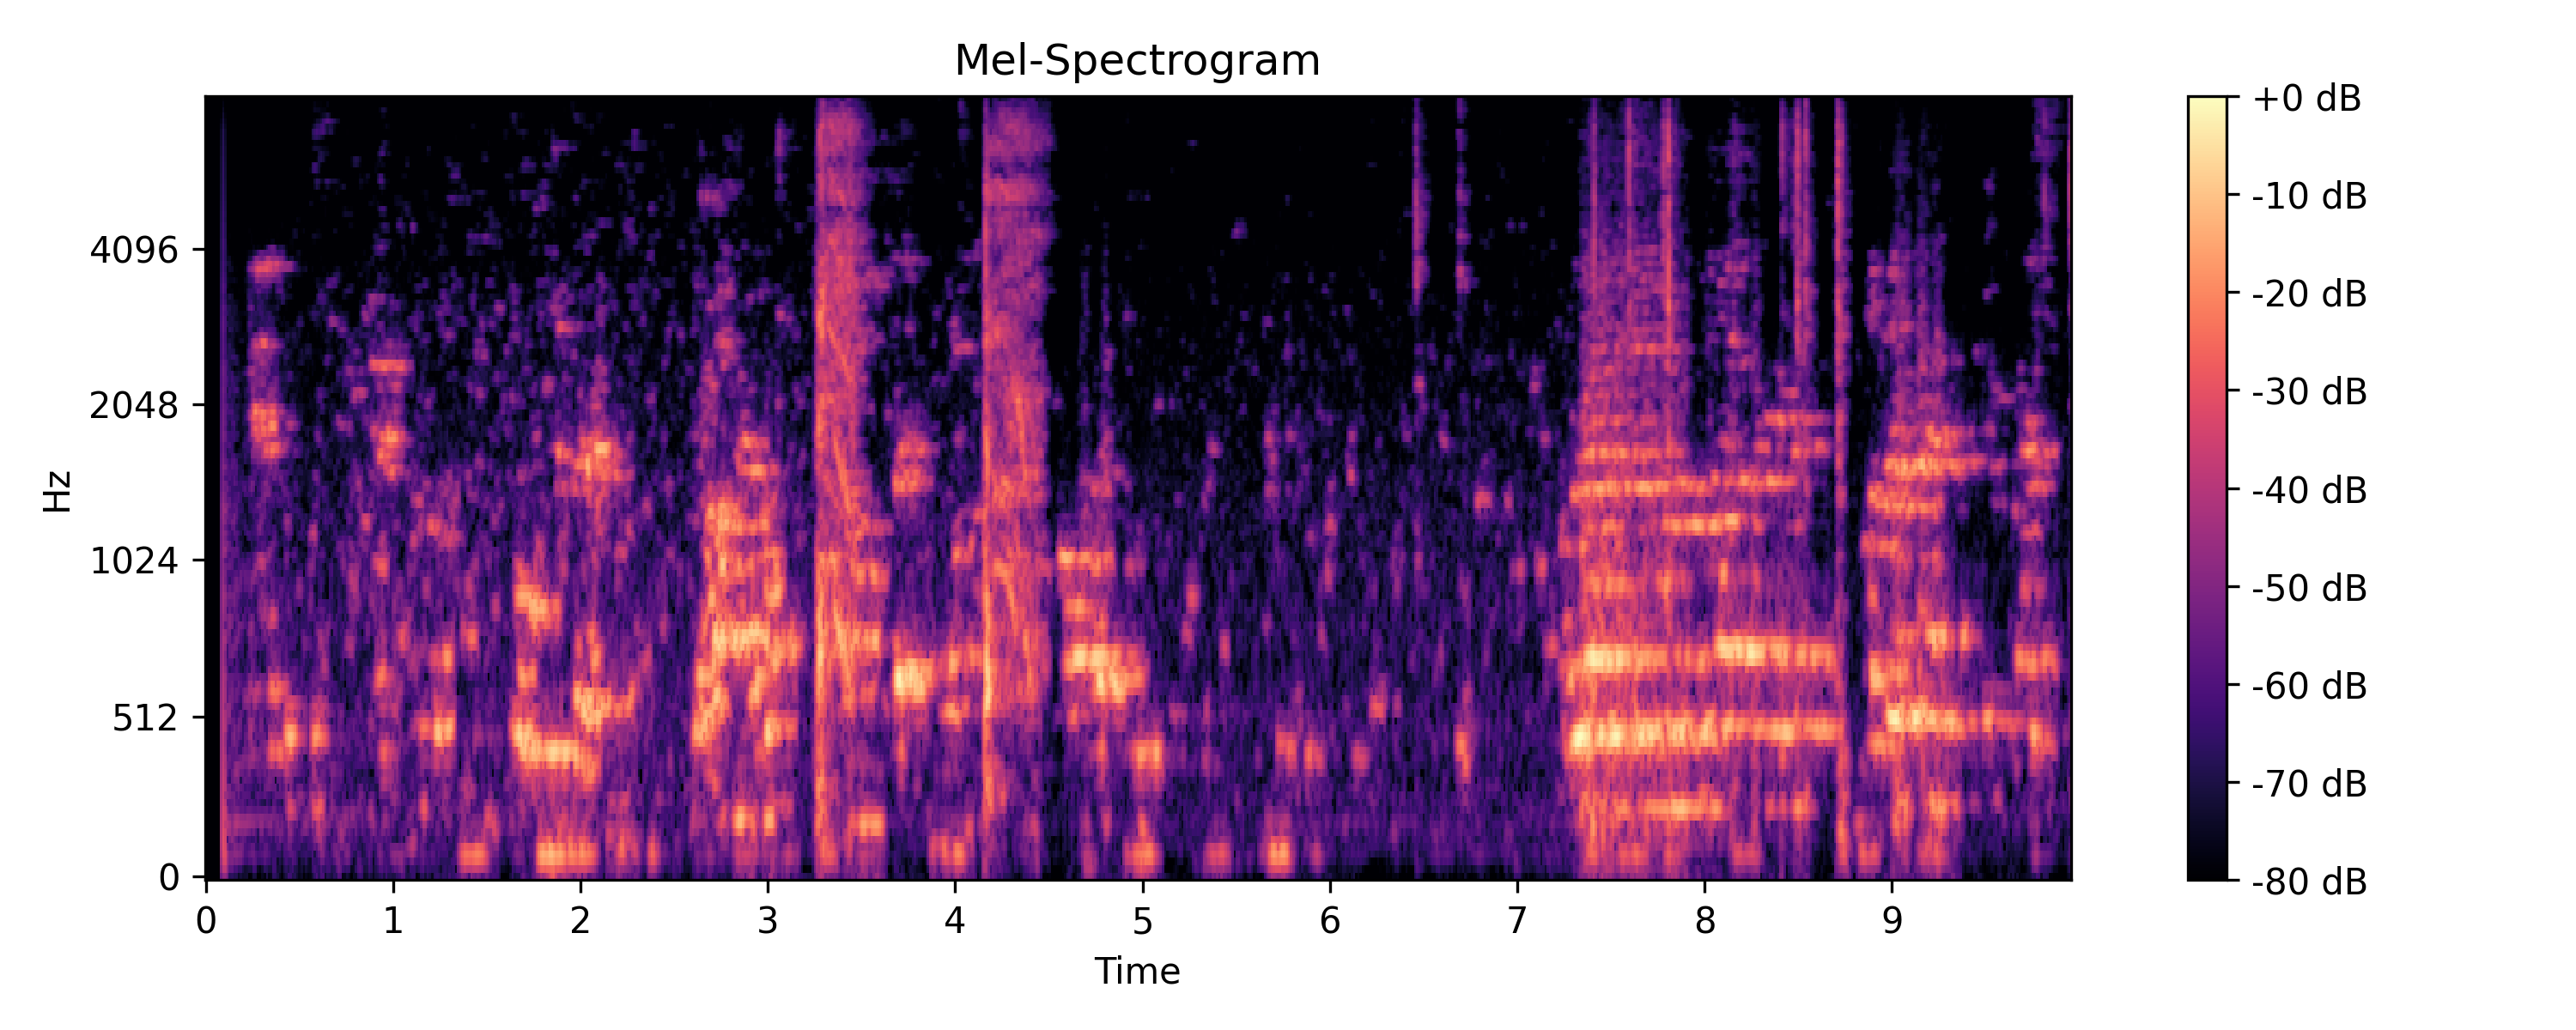 Mel-Spectrogram
+0 dB
4096
-10 dB
-20 dB
2048
-30 dB
Hz
-40 dB
1024
-50 dB
512
-60 dB
-70 dB
0
-80 dB
0 1 2 3 4 5 6 7 8 9
Time